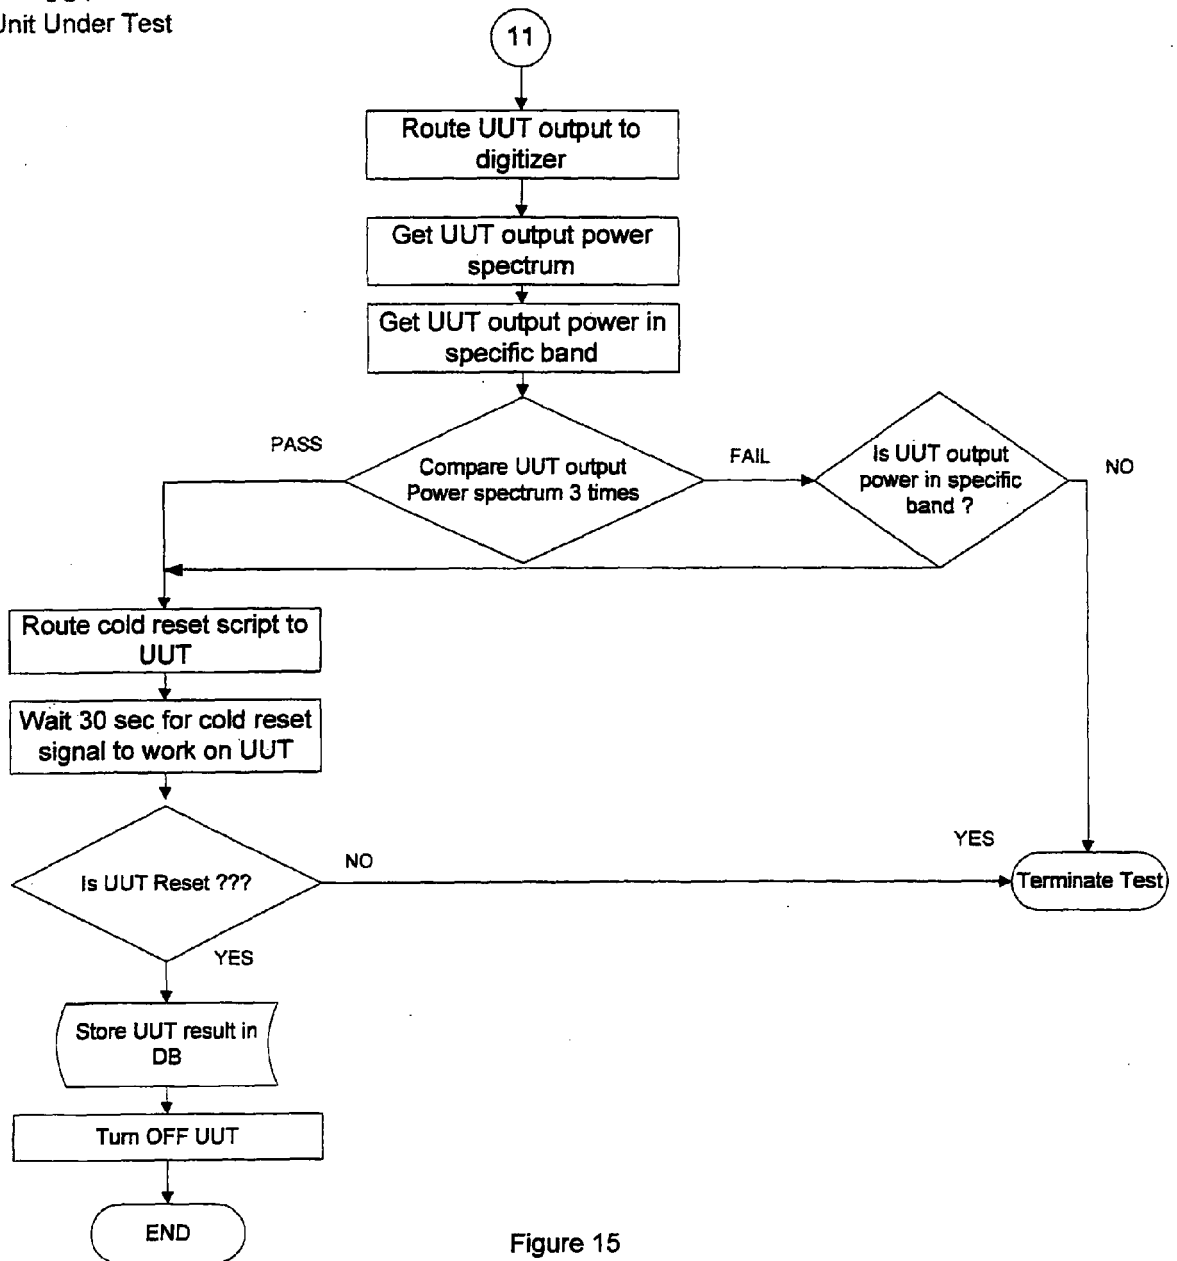 Unit Under Test
11
Route UUT output to
digitizer
Get UUT output power
spectrum
Get UUT output power in
specific band
PASS
Compare UUT output
Power spectrum 3 times
FAIL
Is UUT output
power in specific
band ?
NO
Route cold reset script to
UUT
Wait 30 sec for cold reset
signal to work on UUT
Is UUT Reset ???
NO
YES
Terminate Test
YES
Store UUT result in
DB
Turn OFF UUT
END
Figure 15